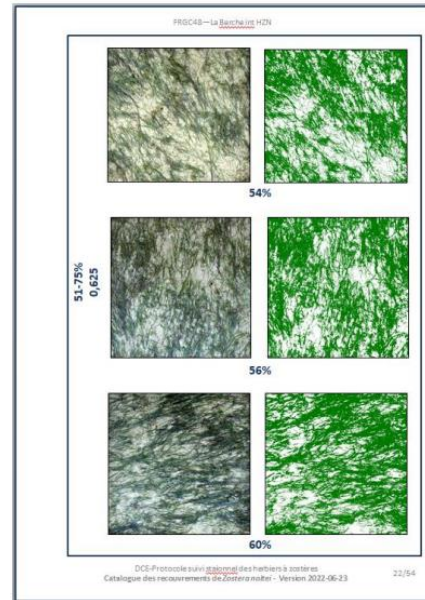 FRGC48—La Barche int HZN
54%
51-75%
0,625
56%
60%
DCE-Protocole suivi stationnel des herbiers à zostères
Catalogue des recouvrements de Zostera noltei - Version 2022-06-23
22/54